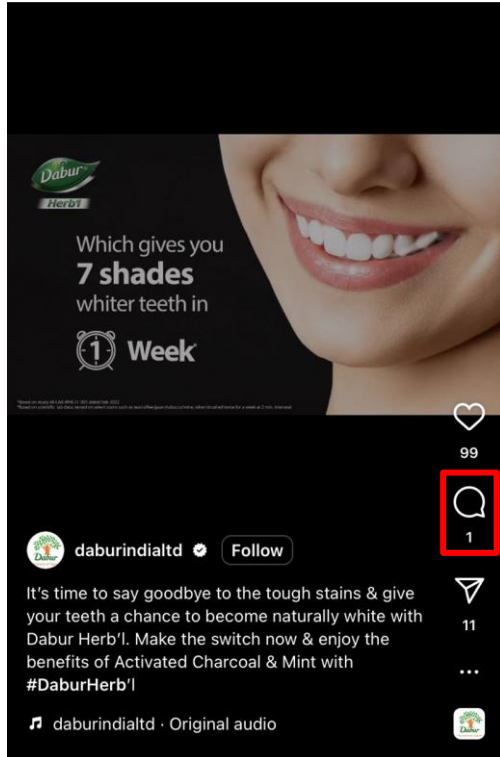 Dabur
Herb'l
Which gives you
7 shades
whiter teeth in
1 Week*
99
1
daburindialtd Follow
11
It's time to say goodbye to the tough stains & give
your teeth a chance to become naturally white with
Dabur Herb'l. Make the switch now & enjoy the
benefits of Activated Charcoal & Mint with
#DaburHerb'l
daburindialtd · Original audio